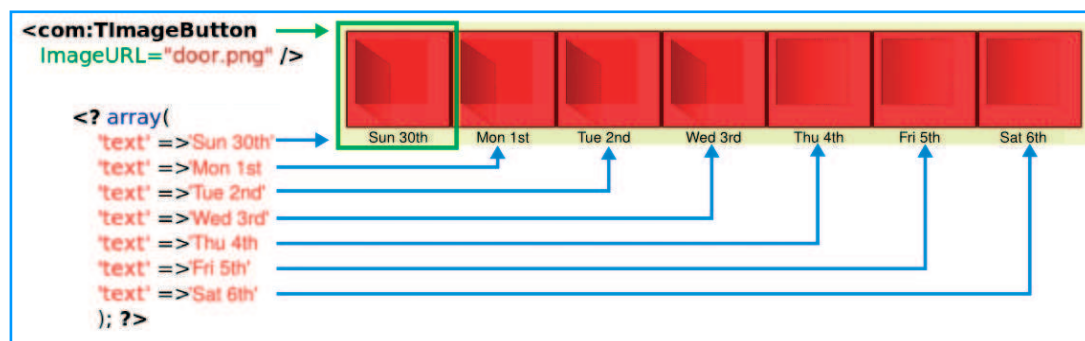 <com:TImageButton
ImageURL="door.png" />
<? array(
'text' =>'Sun 30th'
'text' =>'Mon 1st
'text' =>'Tue 2nd'
'text' =>'Wed 3rd'
'text' =>'Thu 4th
'text' =>'Fri 5th'
'text' =>'Sat 6th'
); ?>
Sun 30th Mon 1st Tue 2nd Wed 3rd Thu 4th Fri 5th Sat 6th